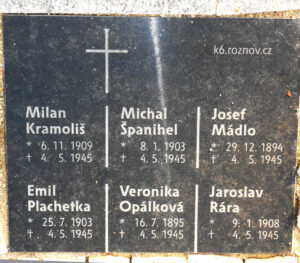 k6.roznov.cz
Milan
Kramoliš
* 6. 11. 1909
† 4. 5. 1945
Michal
Španihel
* 8. 1. 1903
† 4. 5. 1945
Josef
Mádlo
* 29. 12. 1894
† 4. 5. 1945
Emil
Plachetka
* 25. 7. 1903
† 4. 5. 1945
Veronika
Opálková
* 16. 7. 1895
† 4. 5. 1945
Jaroslav
Rára
* 9. 1. 1908
† 4. 5. 1945